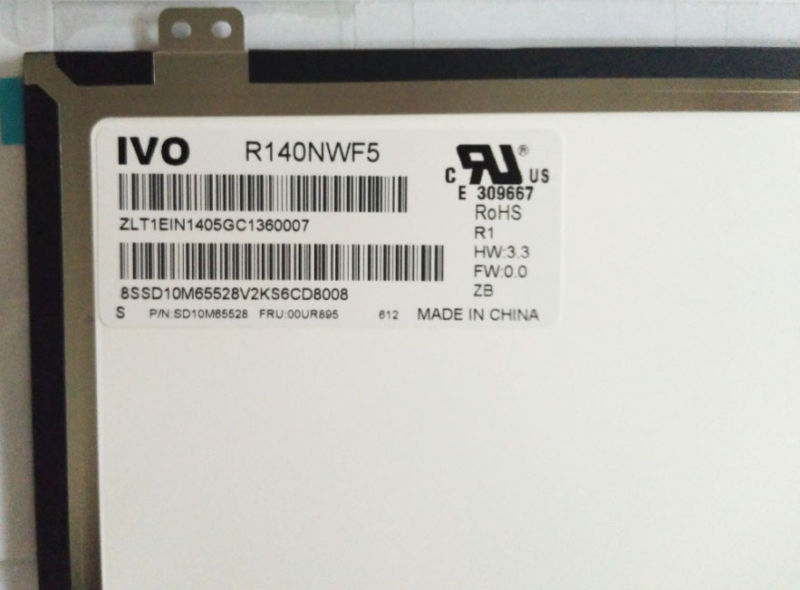 IVO R140NWF5
ZLT1EIN1405GC1360007
8SSD10M65528V2KS6CD8008
S P/N:SD10M65528 FRU:00UR895 612 MADE IN CHINA
C RU ® US
E 309667
RoHS
R1
HW:3.3
FW:0.0
ZB